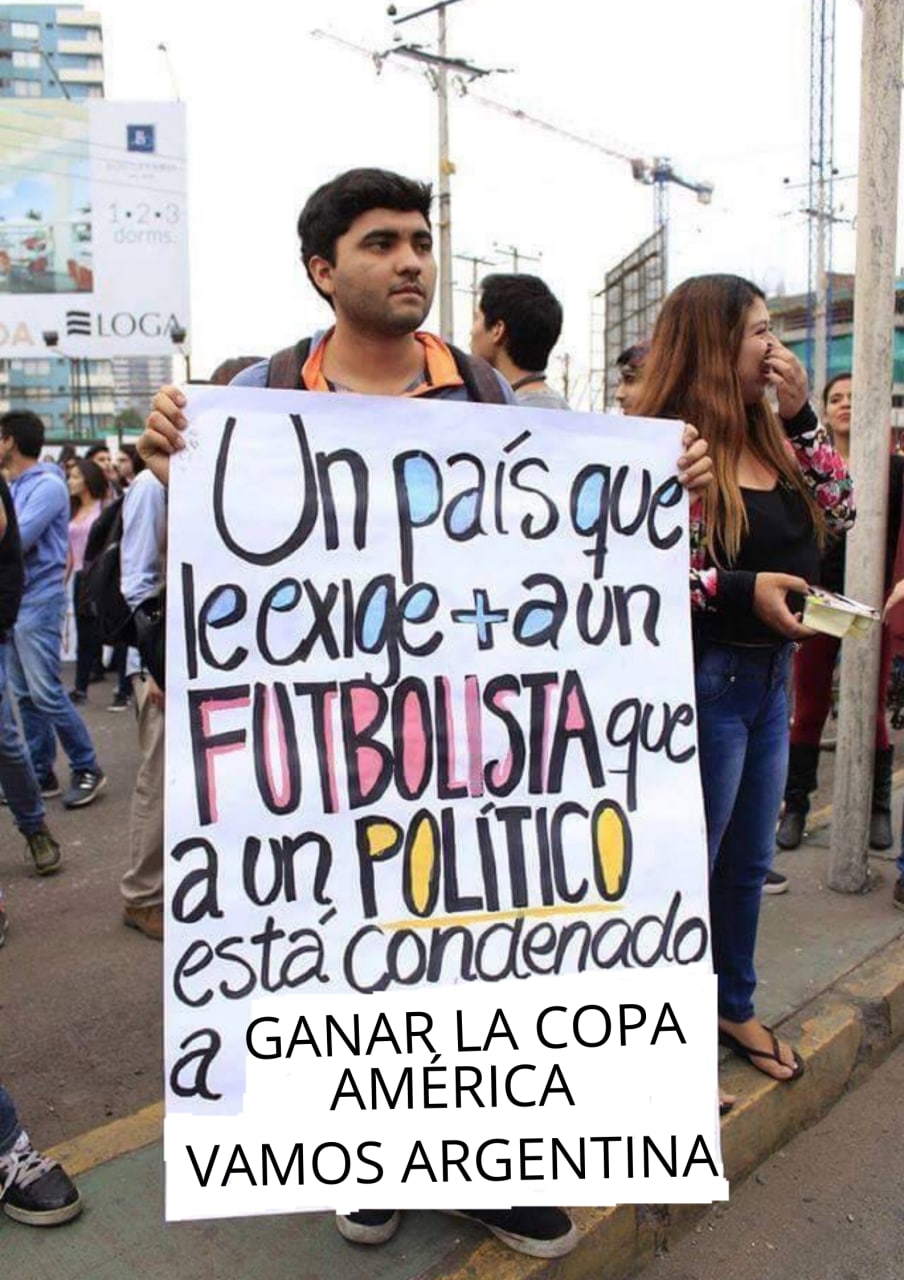 1•2•3
dorms.
DA
LOGA
Un país que
le exige + a un
FUTBOLISTA que
a un POLÍTICO
está condenado
a GANAR LA COPA
AMÉRICA
VAMOS ARGENTINA